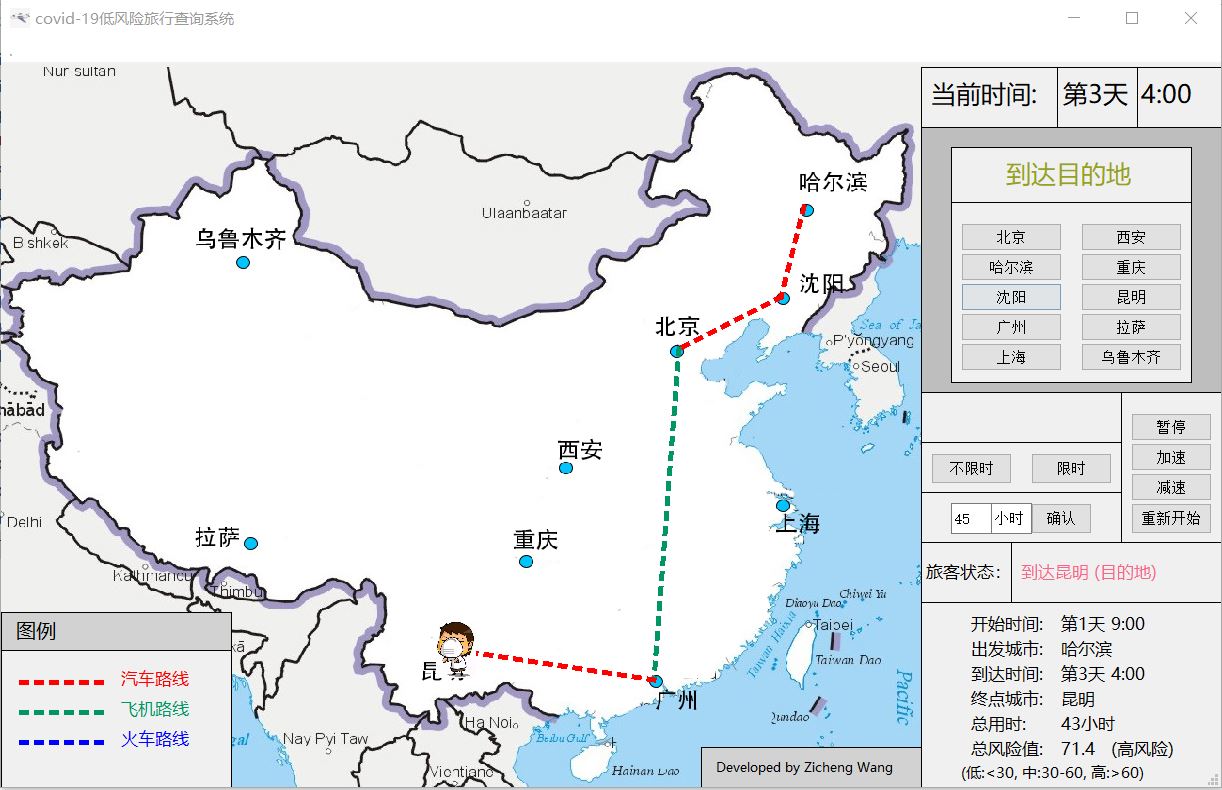 covid-19低风险旅行查询系统
Nur sultan
当前时间: 第3天 4:00
到达目的地
北京 西安
哈尔滨 重庆
沈阳 昆明
广州 拉萨
上海 乌鲁木齐
哈尔滨
Ulaanbaatar
乌鲁木齐
Bishkek
沈阳
北京
Sea of Ja
P'yŏngyang
Seoul
nābād
西安
Delhi
上海
拉萨
重庆
Kathmandu
Thimbu
暂停
加速
不限时 限时
减速
45 小时 确认
重新开始
旅客状态: 到达昆明 (目的地)
Diaoyu Dao
Chiwei Yu
Taipei
Taiwan Haixia
Taiwan Dao
Pacific
Qundao
昆
广州
Ha Noi
Beibu Gulf
Nay Pyi Taw
Vientiane
Hainan Dao
图例
汽车路线
飞机路线
火车路线
开始时间: 第1天 9:00
出发城市: 哈尔滨
到达时间: 第3天 4:00
终点城市: 昆明
总用时: 43小时
总风险值: 71.4 (高风险)
(低:<30, 中:30-60, 高:>60)
Developed by Zicheng Wang